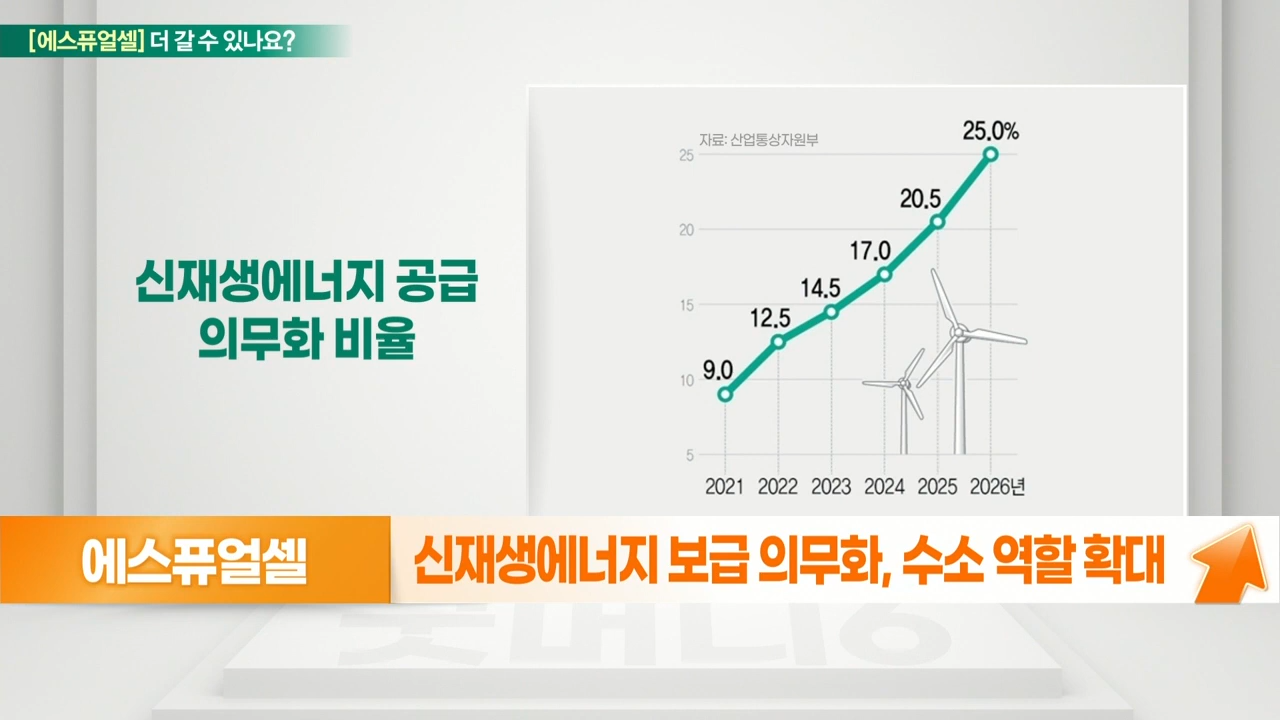 [에스퓨얼셀] 더 갈 수 있나요?
신재생에너지 공급
의무화 비율
자료: 산업통상자원부
25.0%
25
20.5
20
17.0
14.5
15
12.5
9.0
10
5
2021 2022 2023 2024 2025 2026년
에스퓨얼셀
신재생에너지 보급 의무화, 수소 역할 확대
굿머니6